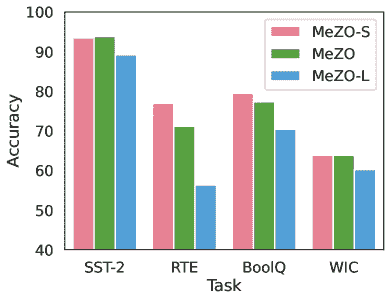 100
90
80
70
60
50
40
Accuracy
MeZO-S
MeZO
MeZO-L
SST-2 RTE BoolQ WIC
Task